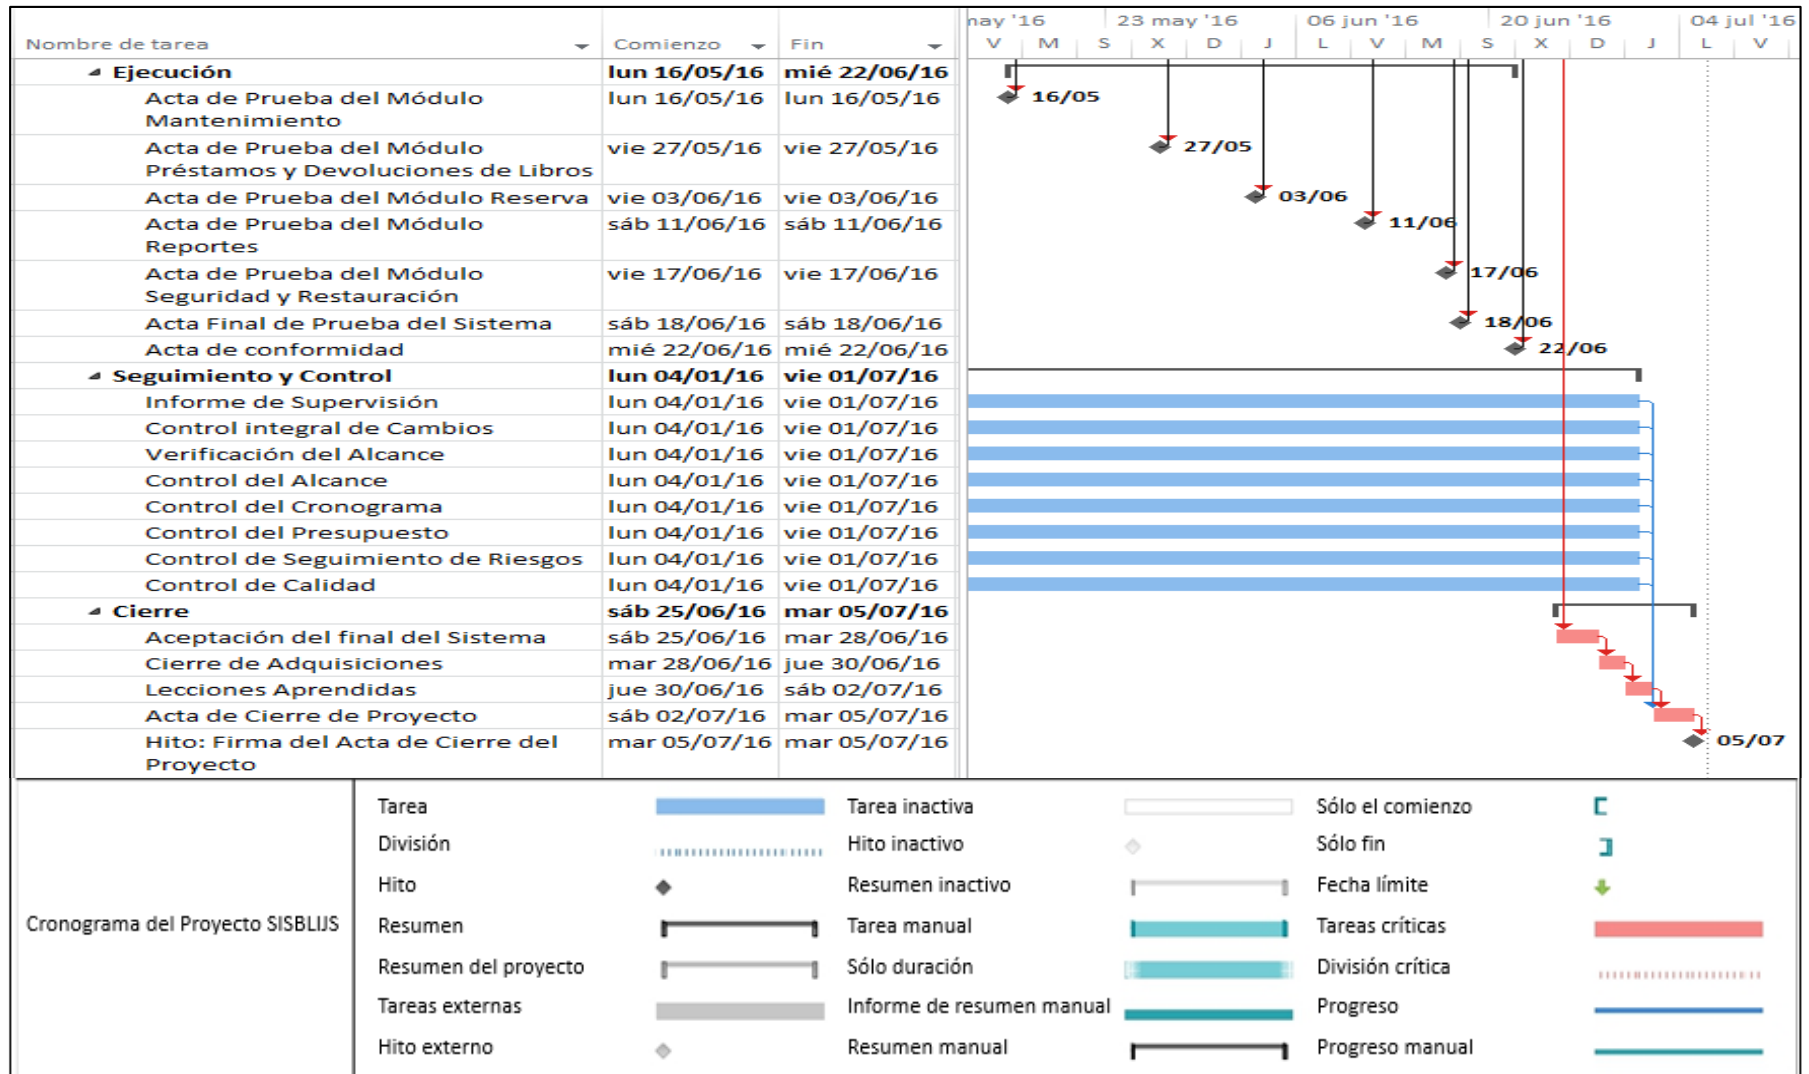 nay '16 23 may '16 06 jun '16 20 jun '16 04 jul '16
Nombre de tarea Comienzo Fin V M S X D J L V M S X D J L V
Ejecución lun 16/05/16 mié 22/06/16
Acta de Prueba del Módulo lun 16/05/16 lun 16/05/16 16/05
Mantenimiento
Acta de Prueba del Módulo vie 27/05/16 vie 27/05/16 27/05
Préstamos y Devoluciones de Libros
Acta de Prueba del Módulo Reserva vie 03/06/16 vie 03/06/16 03/06
Acta de Prueba del Módulo sáb 11/06/16 sáb 11/06/16 11/06
Reportes
Acta de Prueba del Módulo vie 17/06/16 vie 17/06/16 17/06
Seguridad y Restauración
Acta Final de Prueba del Sistema sáb 18/06/16 sáb 18/06/16 18/06
Acta de conformidad mié 22/06/16 mié 22/06/16 22/06
Seguimiento y Control lun 04/01/16 vie 01/07/16
Informe de Supervisión lun 04/01/16 vie 01/07/16
Control integral de Cambios lun 04/01/16 vie 01/07/16
Verificación del Alcance lun 04/01/16 vie 01/07/16
Control del Alcance lun 04/01/16 vie 01/07/16
Control del Cronograma lun 04/01/16 vie 01/07/16
Control del Presupuesto lun 04/01/16 vie 01/07/16
Control de Seguimiento de Riesgos lun 04/01/16 vie 01/07/16
Control de Calidad lun 04/01/16 vie 01/07/16
Cierre sáb 25/06/16 mar 05/07/16
Aceptación del final del Sistema sáb 25/06/16 mar 28/06/16
Cierre de Adquisiciones mar 28/06/16 jue 30/06/16
Lecciones Aprendidas jue 30/06/16 sáb 02/07/16
Acta de Cierre de Proyecto sáb 02/07/16 mar 05/07/16
Hito: Firma del Acta de Cierre del mar 05/07/16 mar 05/07/16 05/07
Proyecto
Cronograma del Proyecto SISBLIJS
Tarea Tarea inactiva Sólo el comienzo
División Hito inactivo Sólo fin
Hito Resumen inactivo Fecha límite
Resumen Tarea manual Tareas críticas
Resumen del proyecto Sólo duración División crítica
Tareas externas Informe de resumen manual Progreso
Hito externo Resumen manual Progreso manual